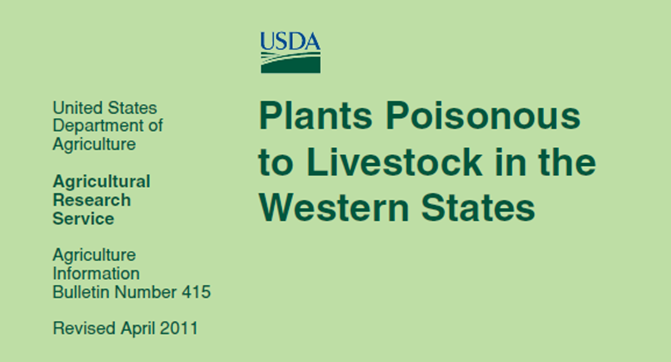 USDA
United States
Department of
Agriculture
Agricultural
Research
Service
Agriculture
Information
Bulletin Number 415
Revised April 2011
Plants Poisonous
to Livestock in the
Western States